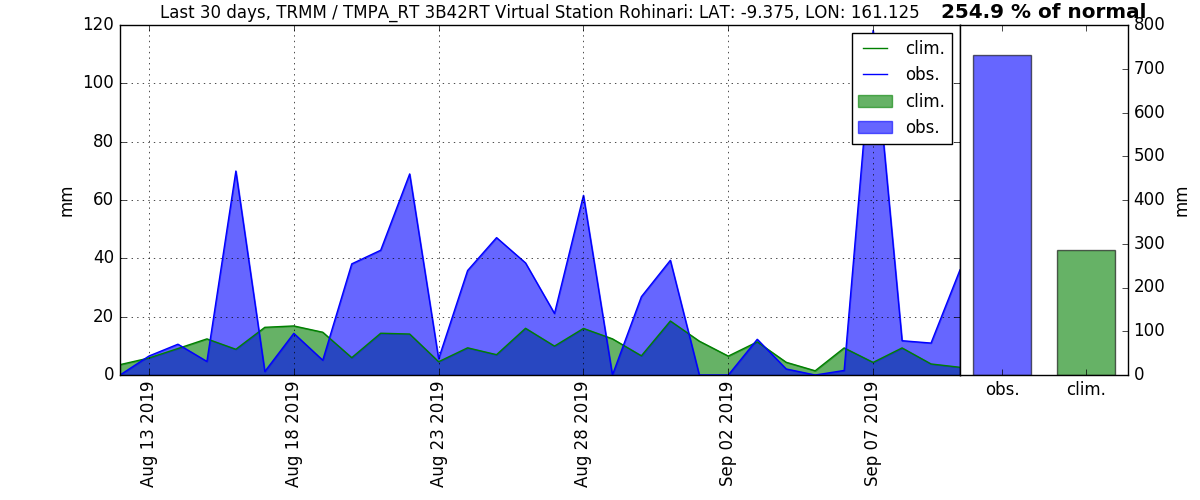 Last 30 days, TRMM / TMPA_RT 3B42RT Virtual Station Rohinari: LAT: -9.375, LON: 161.125
254.9 % of normal
120
100
80
60
40
20
0
mm
clim.
obs.
clim.
obs.
800
700
600
500
400
300
200
100
0
mm
Aug 13 2019
Aug 18 2019
Aug 23 2019
Aug 28 2019
Sep 02 2019
Sep 07 2019
obs.
clim.